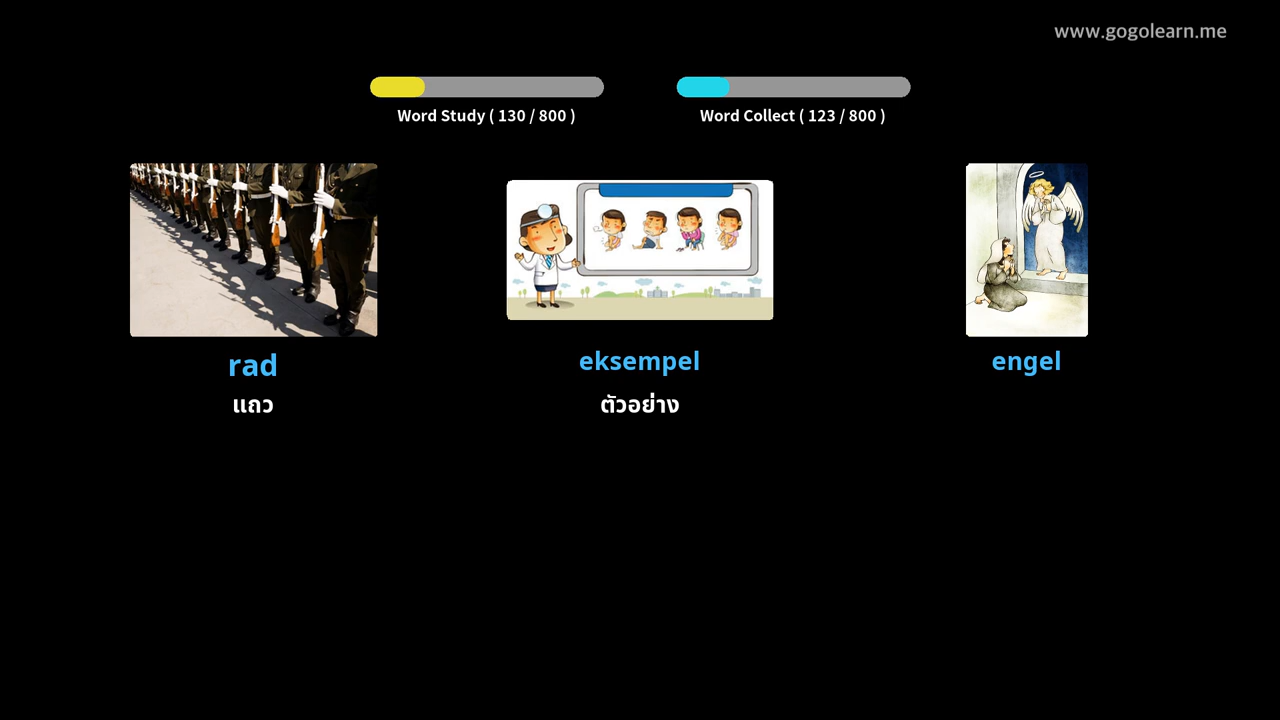 www.gogolearn.me
Word Study ( 130 / 800 )
Word Collect ( 123 / 800 )
rad
eksempel
engel
แถว
ตัวอย่าง